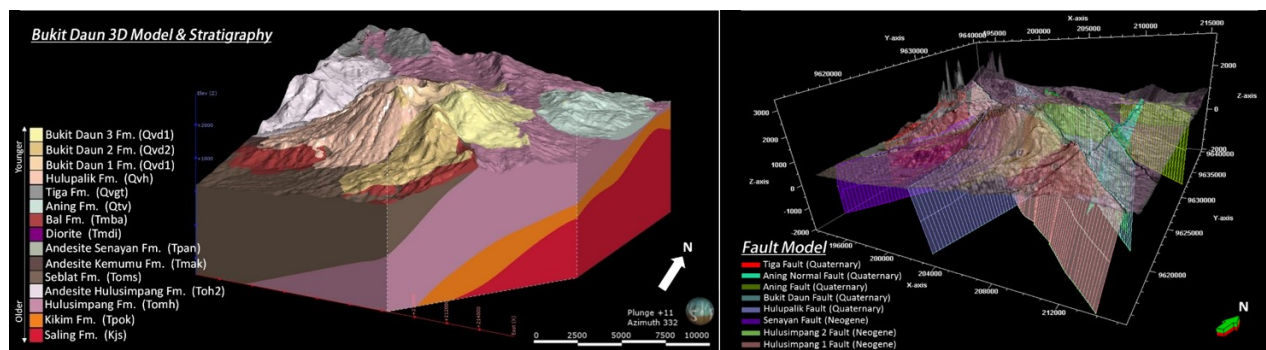 Bukit Daun 3D Model & Stratigraphy
Elev (Z)
+2000
+1000
Younger
Older
Bukit Daun 3 Fm. (Qvd1)
Bukit Daun 2 Fm. (Qvd2)
Bukit Daun 1 Fm. (Qvd1)
Hulupalik Fm. (Qvh)
Tiga Fm. (Qvgt)
Aning Fm. (Qtv)
Bal Fm. (Tmba)
Diorite (Tmdi)
Andesite Senayan Fm. (Tpan)
Andesite Kemumu Fm. (Tmak)
Seblat Fm. (Toms)
Andesite Hulusimpang Fm. (Toh2)
Hulusimpang Fm. (Tomh)
Kikim Fm. (Tpok)
Saling Fm. (Kjs)
East (X)
N
Plunge +11
Azimuth 332
0 2500 5000 7500 10000
X-axis
195000 200000 205000 210000 215000
Y-axis
9640000
9630000
9620000
3000
2000
1000
0
-1000
-2000
Z-axis
2000
0
Z-axis
-2000
9640000
9635000
9630000
Y-axis
9625000
9620000
196000
200000
X-axis
204000
208000
212000
Fault Model
Tiga Fault (Quaternary)
Aning Normal Fault (Quaternary)
Aning Fault (Quaternary)
Bukit Daun Fault (Quaternary)
Hulupalik Fault (Quaternary)
Senayan Fault (Neogene)
Hulusimpang 2 Fault (Neogene)
Hulusimpang 1 Fault (Neogene)
N